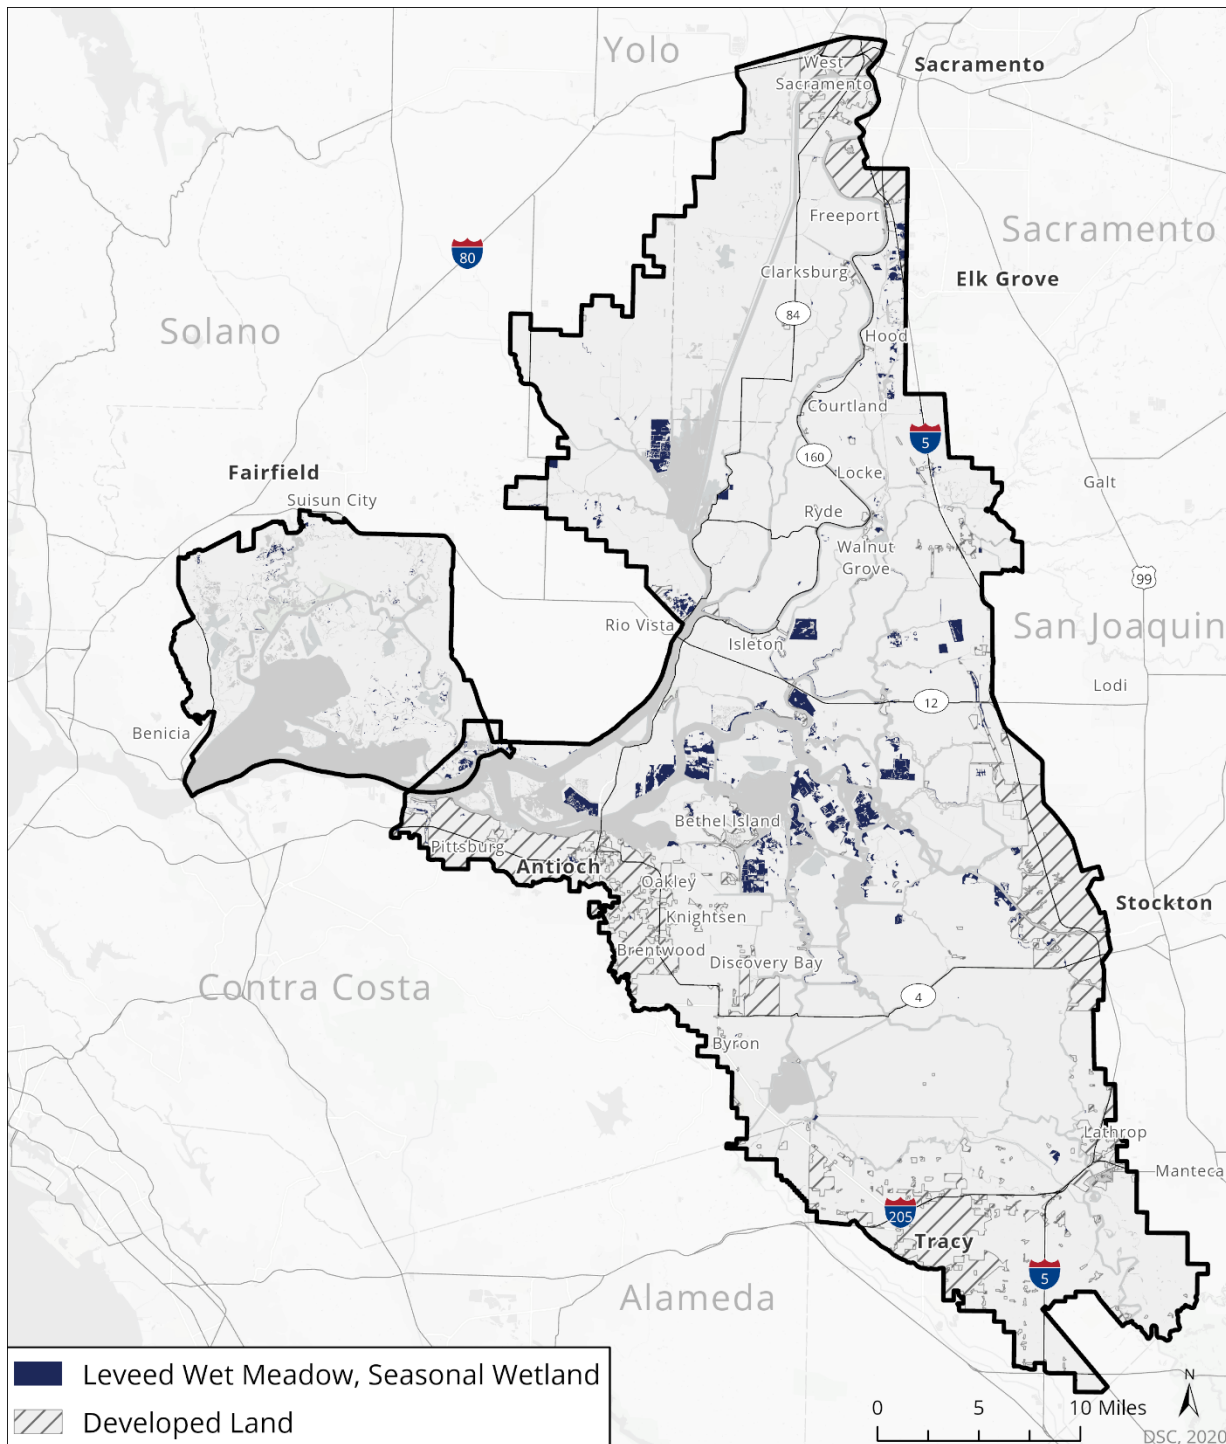 Yolo
West
Sacramento
Sacramento
Freeport
Sacramento
80
Clarksburg
Elk Grove
84
Solano
Hood
Courtland
5
160
Locke
Fairfield
Suisun City
Galt
Ryde
Walnut
Grove
99
Rio Vista
Isleton
San Joaquin
Lodi
12
Benicia
Bethel Island
Pittsburg
Antioch
Oakley
Stockton
Knightsen
Brentwood
Discovery Bay
Contra Costa
4
Byron
Lathrop
Manteca
205
Tracy
5
Alameda
Leveed Wet Meadow, Seasonal Wetland
Developed Land
0 5 10 Miles
N
DSC, 2020